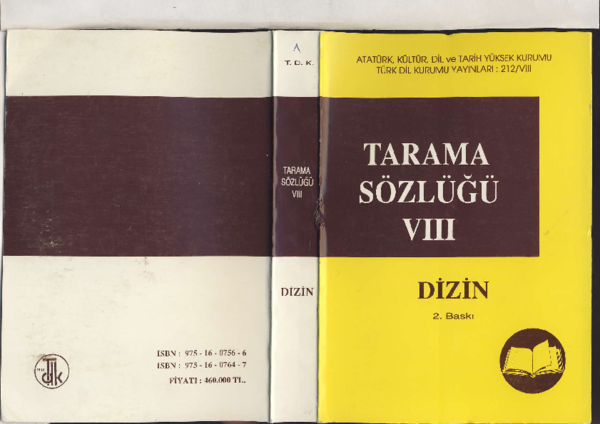 ISBN : 975 - 16 - 0756 - 6
ISBN : 975 - 16 - 0764 - 7
FİYATI : 460.000 TL.
tdk
T. D. K.
TARAMA
SÖZLÜĞÜ
VIII
DİZİN
ATATÜRK, KÜLTÜR, DİL ve TARİH YÜKSEK KURUMU
TÜRK DİL KURUMU YAYINLARI : 212/VIII
TARAMA
SÖZLÜĞÜ
VIII
DİZİN
2. Baskı